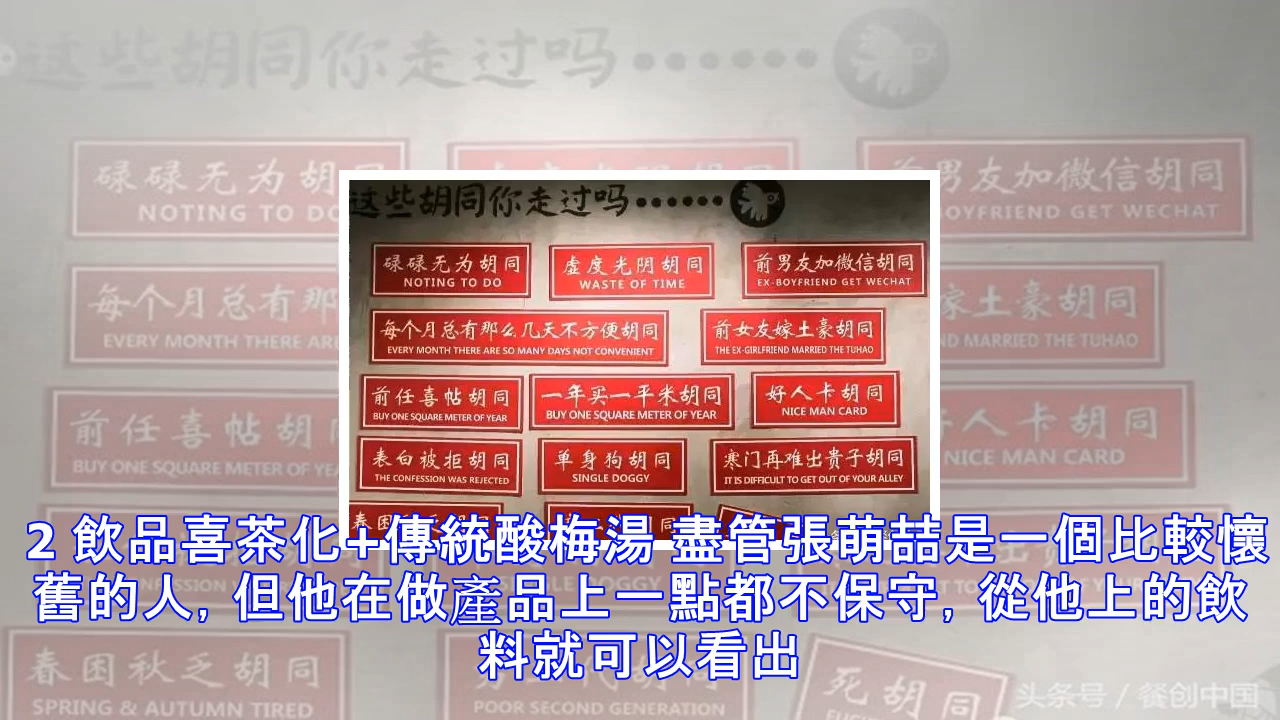 这些胡同你走过吗······
碌碌无为胡同
NOTING TO DO
虚度光阴胡同
WASTE OF TIME
前男友加微信胡同
EX-BOYFRIEND GET WECHAT
每个月总有那么几天不方便胡同
EVERY MONTH THERE ARE SO MANY DAYS NOT CONVENIENT
前女友嫁土豪胡同
THE EX-GIRLFRIEND MARRIED THE TUHAO
前任喜帖胡同
BUY ONE SQUARE METER OF YEAR
一年买一平米胡同
BUY ONE SQUARE METER OF YEAR
好人卡胡同
NICE MAN CARD
表白被拒胡同
THE CONFESSION WAS REJECTED
单身狗胡同
SINGLE DOGGY
寒门再难出贵子胡同
IT IS DIFFICULT TO GET OUT OF YOUR ALLEY
春困秋乏胡同
SPRING & AUTUMN TIRED
POOR SECOND GENERATION
死胡同
头条号 / 餐创中国
2 飲品喜茶化+傳統酸梅湯 盡管張萌喆是一個比較懷
舊的人, 但他在做產品上一點都不保守, 從他上的飲
料就可以看出